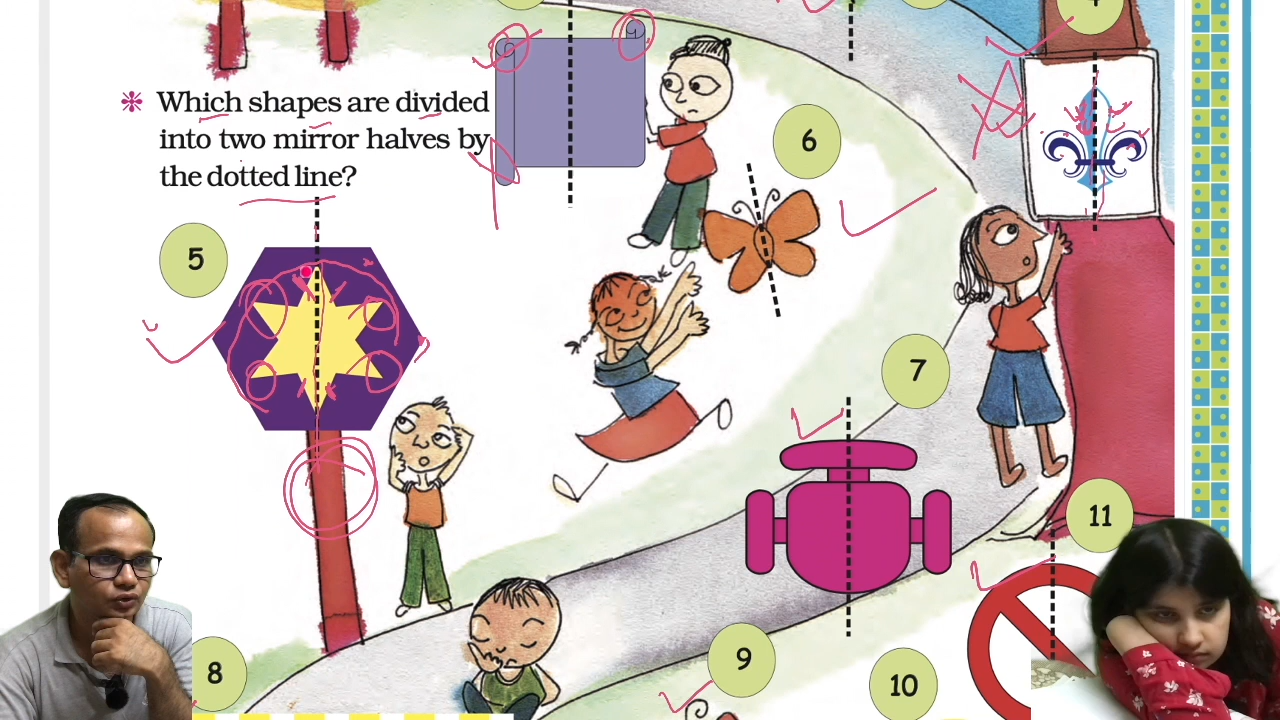 Which shapes are divided
into two mirror halves by
the dotted line?
6
5
7
11
9
8
10